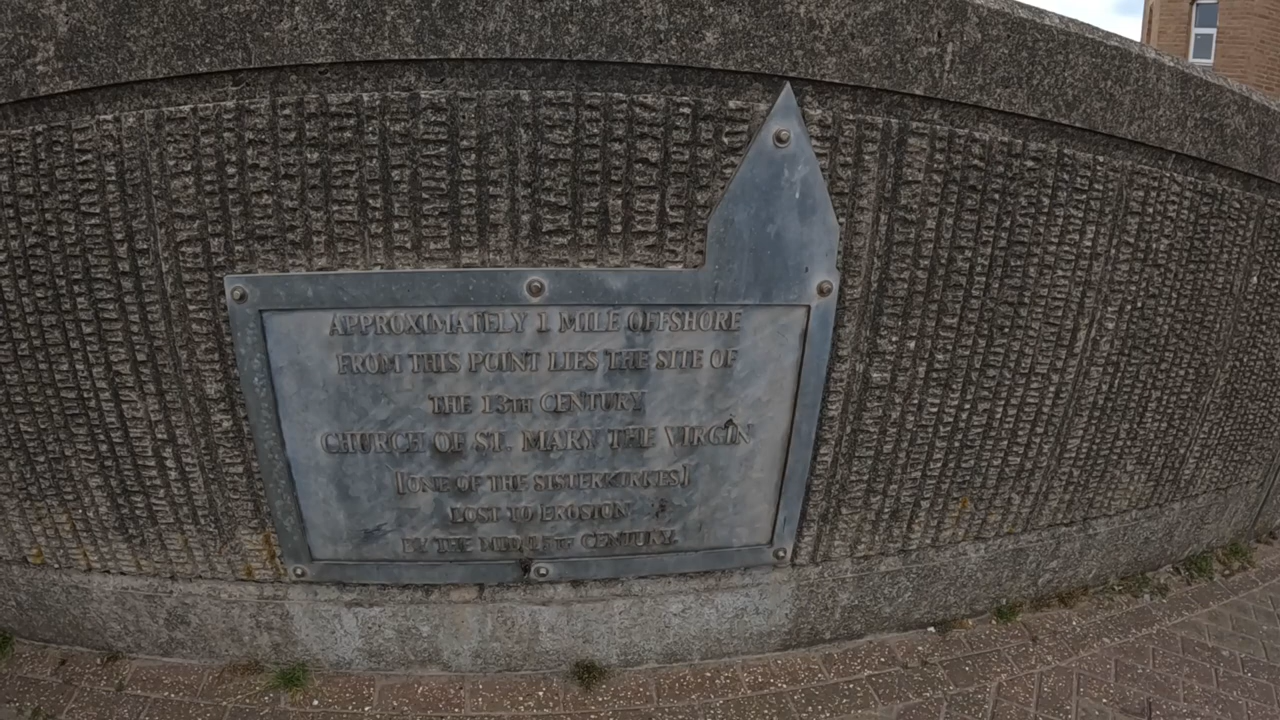 APPROXIMATELY 1 MILE OFFSHORE
FROM THIS POINT LIES THE SITE OF
THE 13TH CENTURY
CHURCH OF ST. MARY THE VIRGIN
[ONE OF THE SISTERKIRKES]
LOST TO EROSION
BY THE MID 15TH CENTURY.